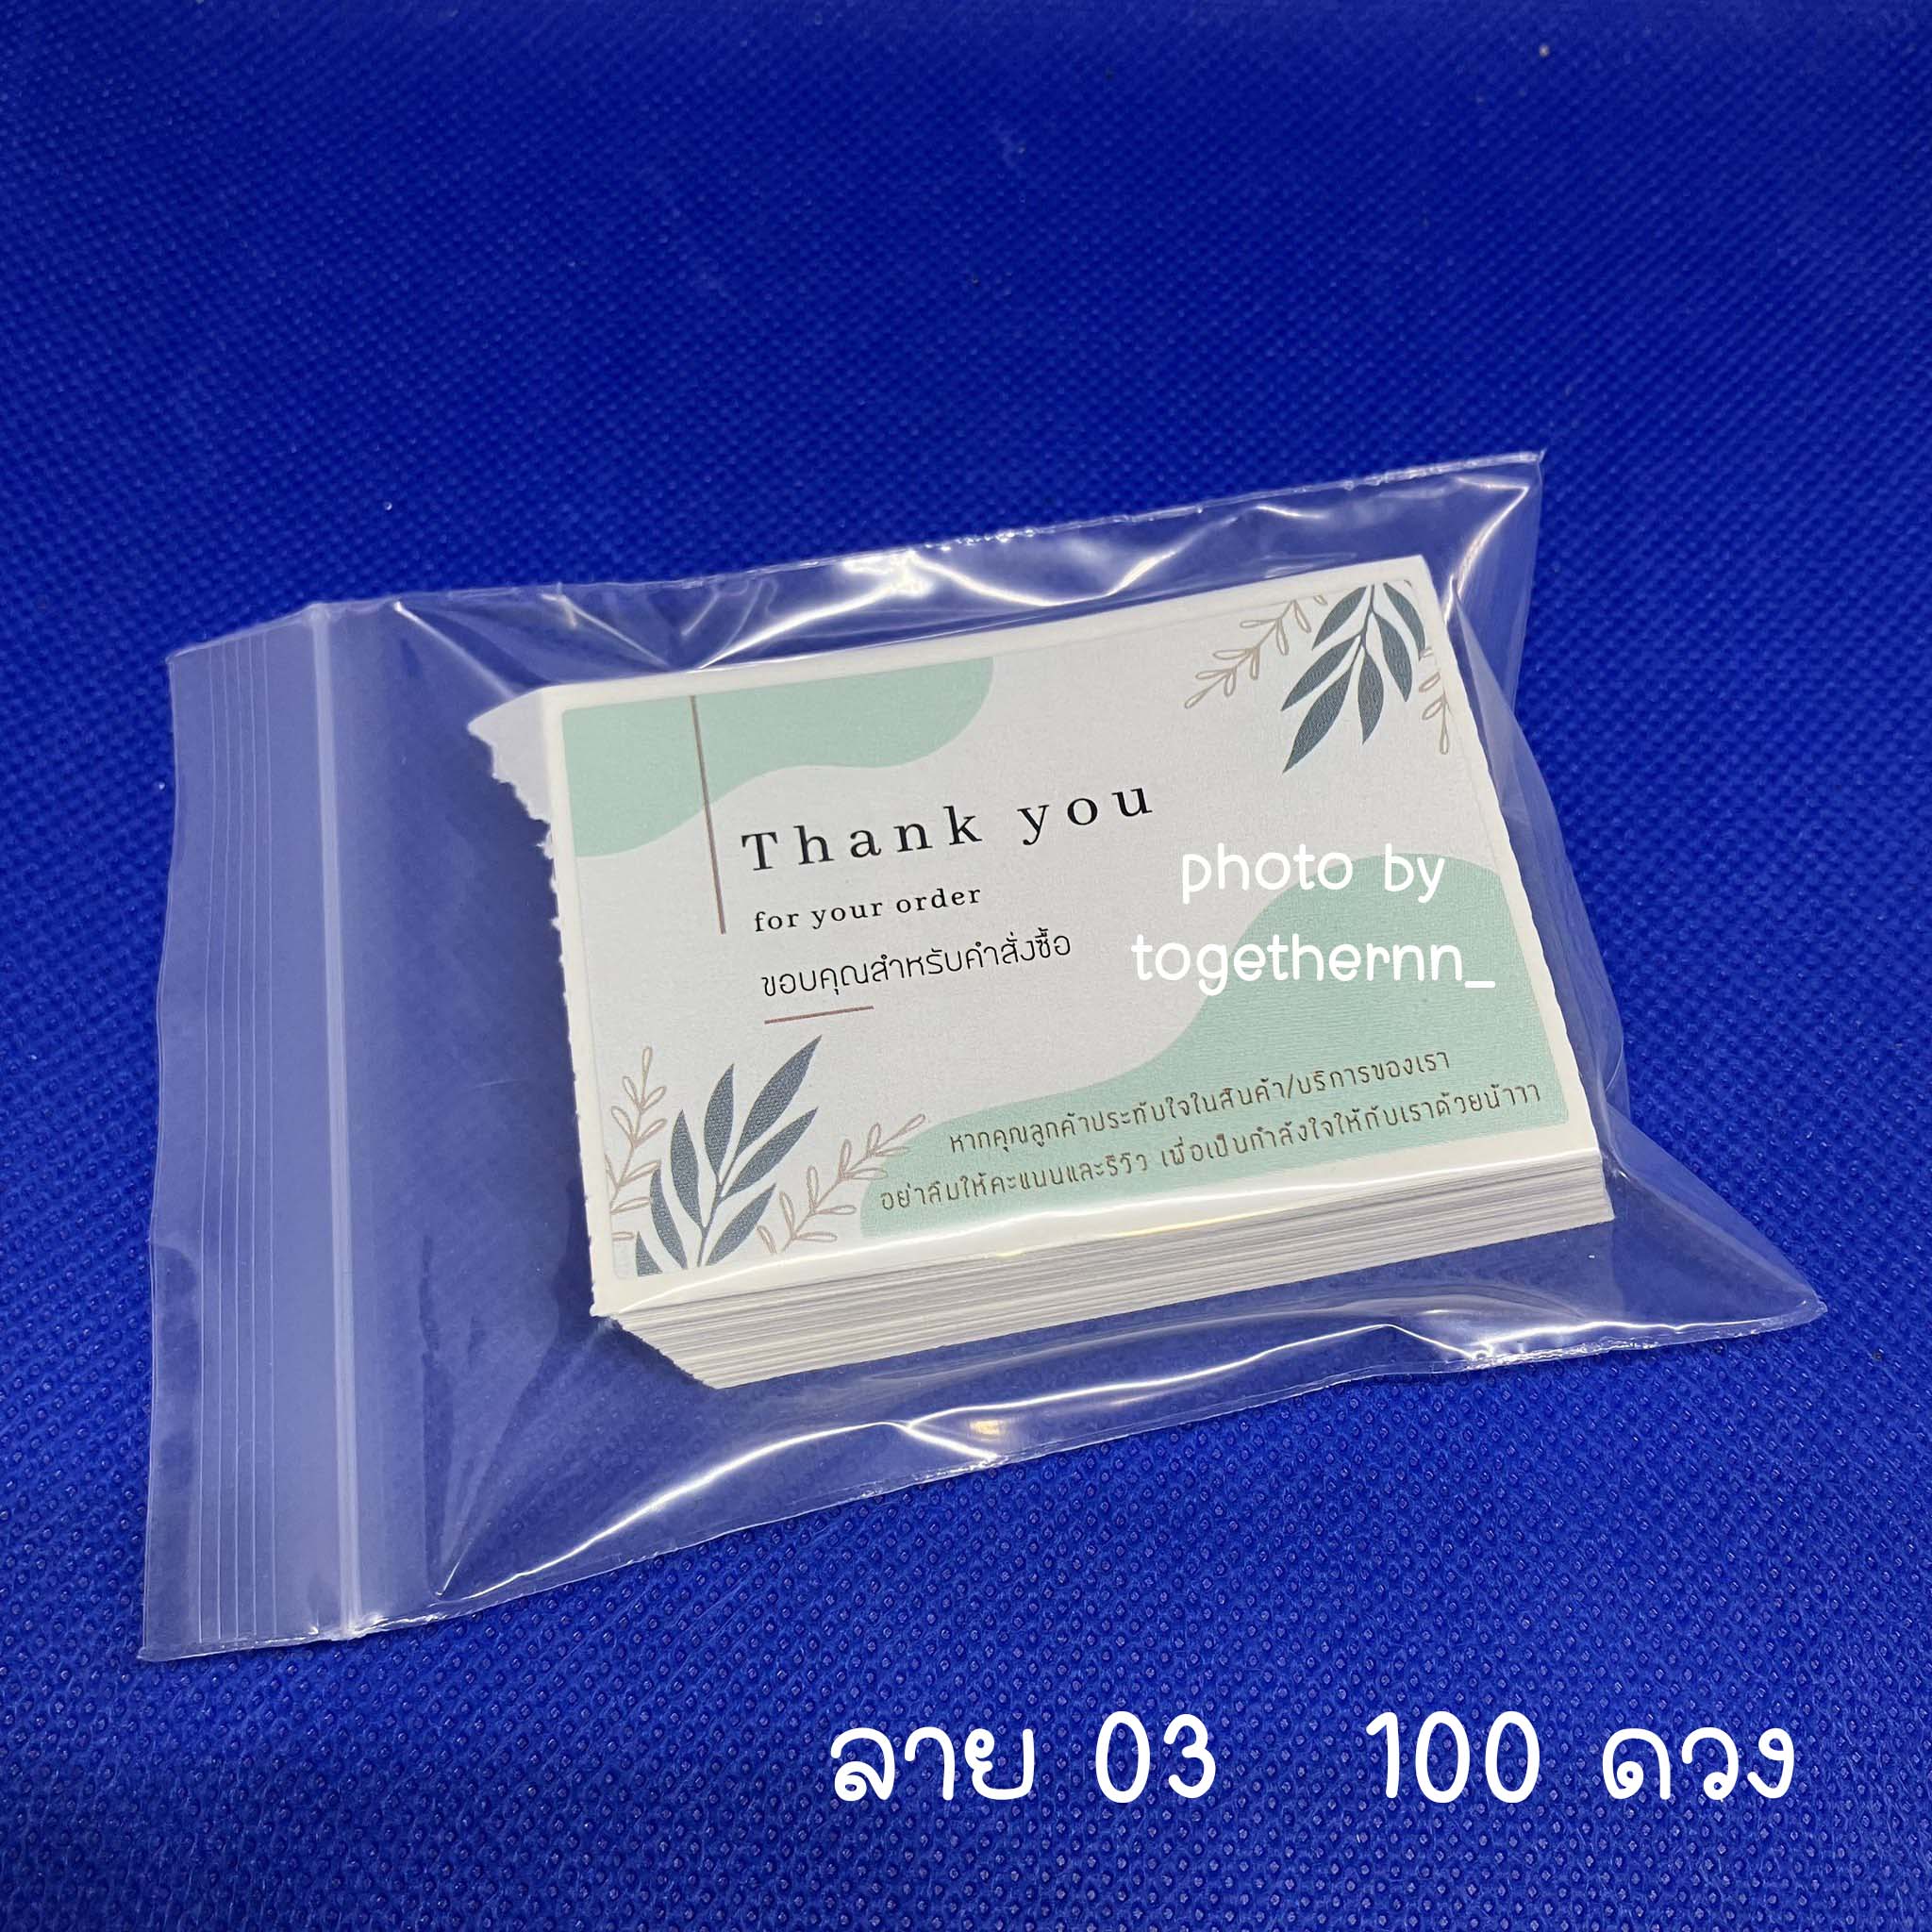 Thank you
for your order
ขอบคุณสำหรับคำสั่งซื้อ
photo by
togethernn_
หากคุณลูกค้าประทับใจในสินค้า/บริการของเรา
อย่าลืมให้คะแนนและรีวิว เพื่อเป็นกำลังใจให้กับเราด้วยน้าาา
ลาย 03 100 ดวง